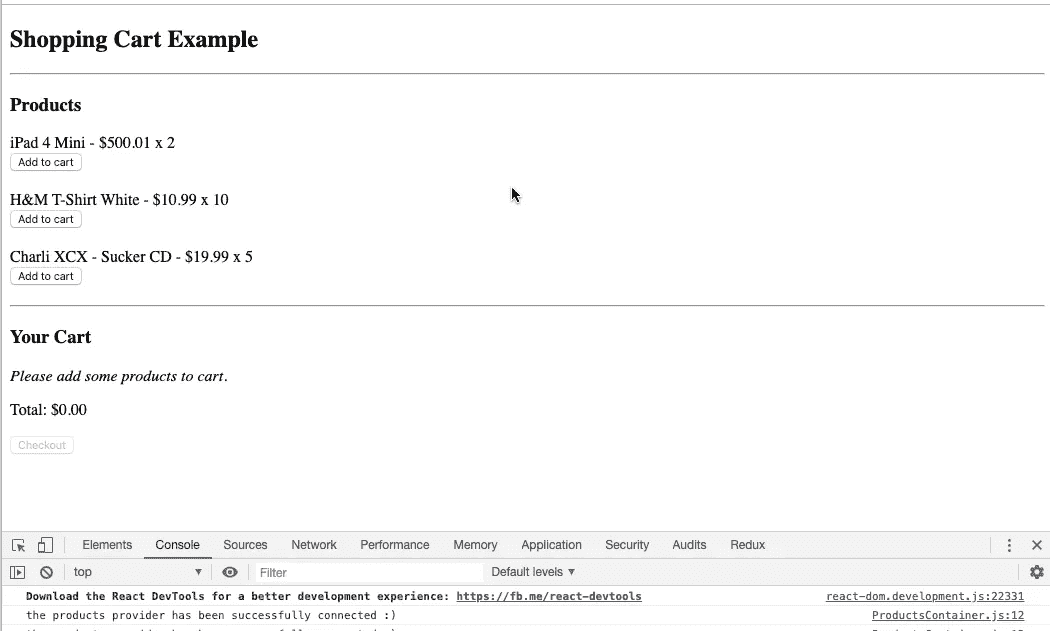 Shopping Cart Example
Products
iPad 4 Mini - $500.01 x 2
Add to cart
H&M T-Shirt White - $10.99 x 10
Add to cart
Charli XCX - Sucker CD - $19.99 x 5
Add to cart
Your Cart
Please add some products to cart.
Total: $0.00
Checkout
Elements Console Sources Network Performance Memory Application Security Audits Redux
top Filter Default levels
Download the React DevTools for a better development experience: https://fb.me/react-devtools react-dom.development.js:22331
the products provider has been successfully connected :) ProductsContainer.js:12